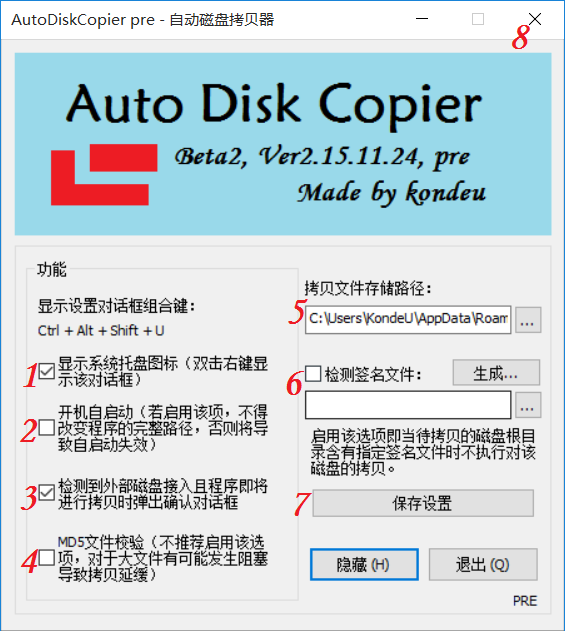 AutoDiskCopier pre - 自动磁盘拷贝器
8
Auto Disk Copier
Beta2, Ver2.15.11.24, pre
Made by kondeu
功能
显示设置对话框组合键：
Ctrl + Alt + Shift + U
1
显示系统托盘图标（双击右键显
示该对话框）
2
开机自启动（若启用该项，不得
改变程序的完整路径，否则将导
致自启动失效）
3
检测到外部磁盘接入且程序即将
进行拷贝时弹出确认对话框
4
MD5文件校验（不推荐启用该选
项，对于大文件有可能发生阻塞
导致拷贝延缓）
拷贝文件存储路径：
5
C:\Users\KondeU\AppData\Roam
...
6
检测签名文件：
生成...
...
启用该选项即当待拷贝的磁盘根目
录含有指定签名文件时不执行对该
磁盘的拷贝。
7
保存设置
隐藏 (H)
退出 (Q)
PRE